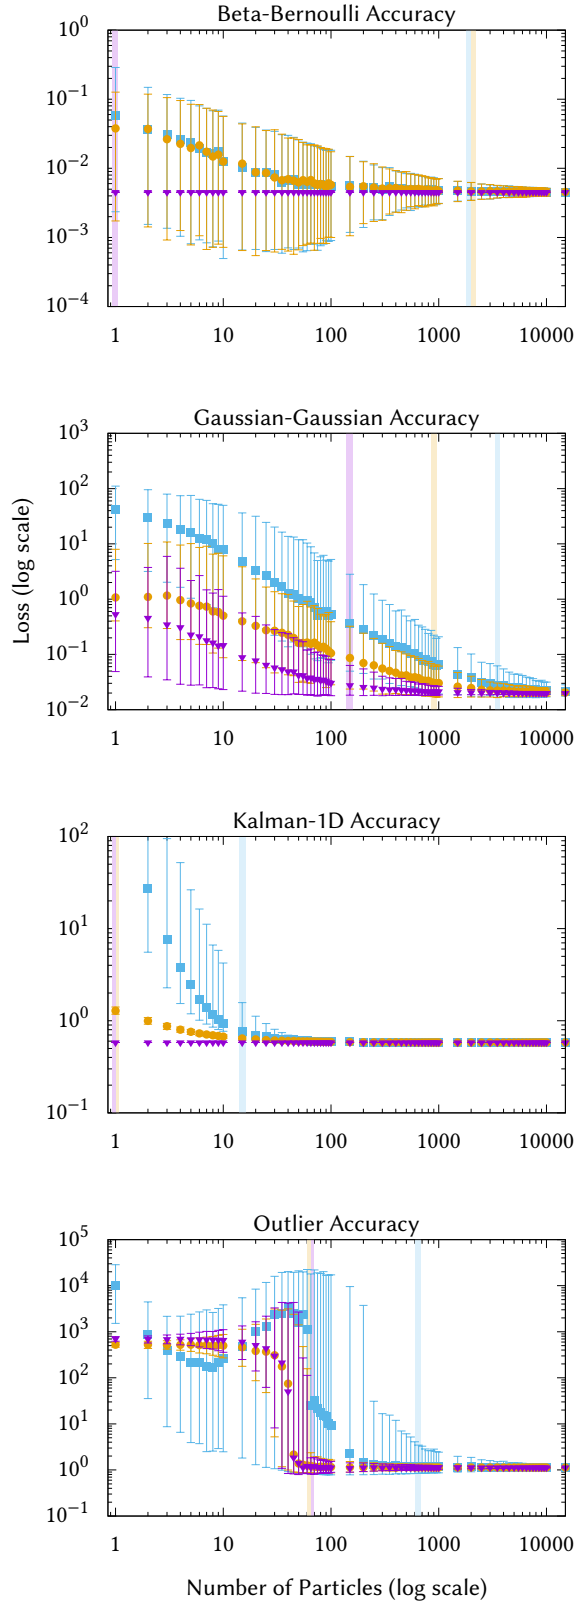 Beta-Bernoulli Accuracy
10^0
10^-1
10^-2
10^-3
10^-4
1 10 100 1000 10000
Gaussian-Gaussian Accuracy
10^3
10^2
10^1
10^0
10^-1
10^-2
1 10 100 1000 10000
Loss (log scale)
Kalman-1D Accuracy
10^2
10^1
10^0
10^-1
1 10 100 1000 10000
Outlier Accuracy
10^5
10^4
10^3
10^2
10^1
10^0
10^-1
1 10 100 1000 10000
Number of Particles (log scale)